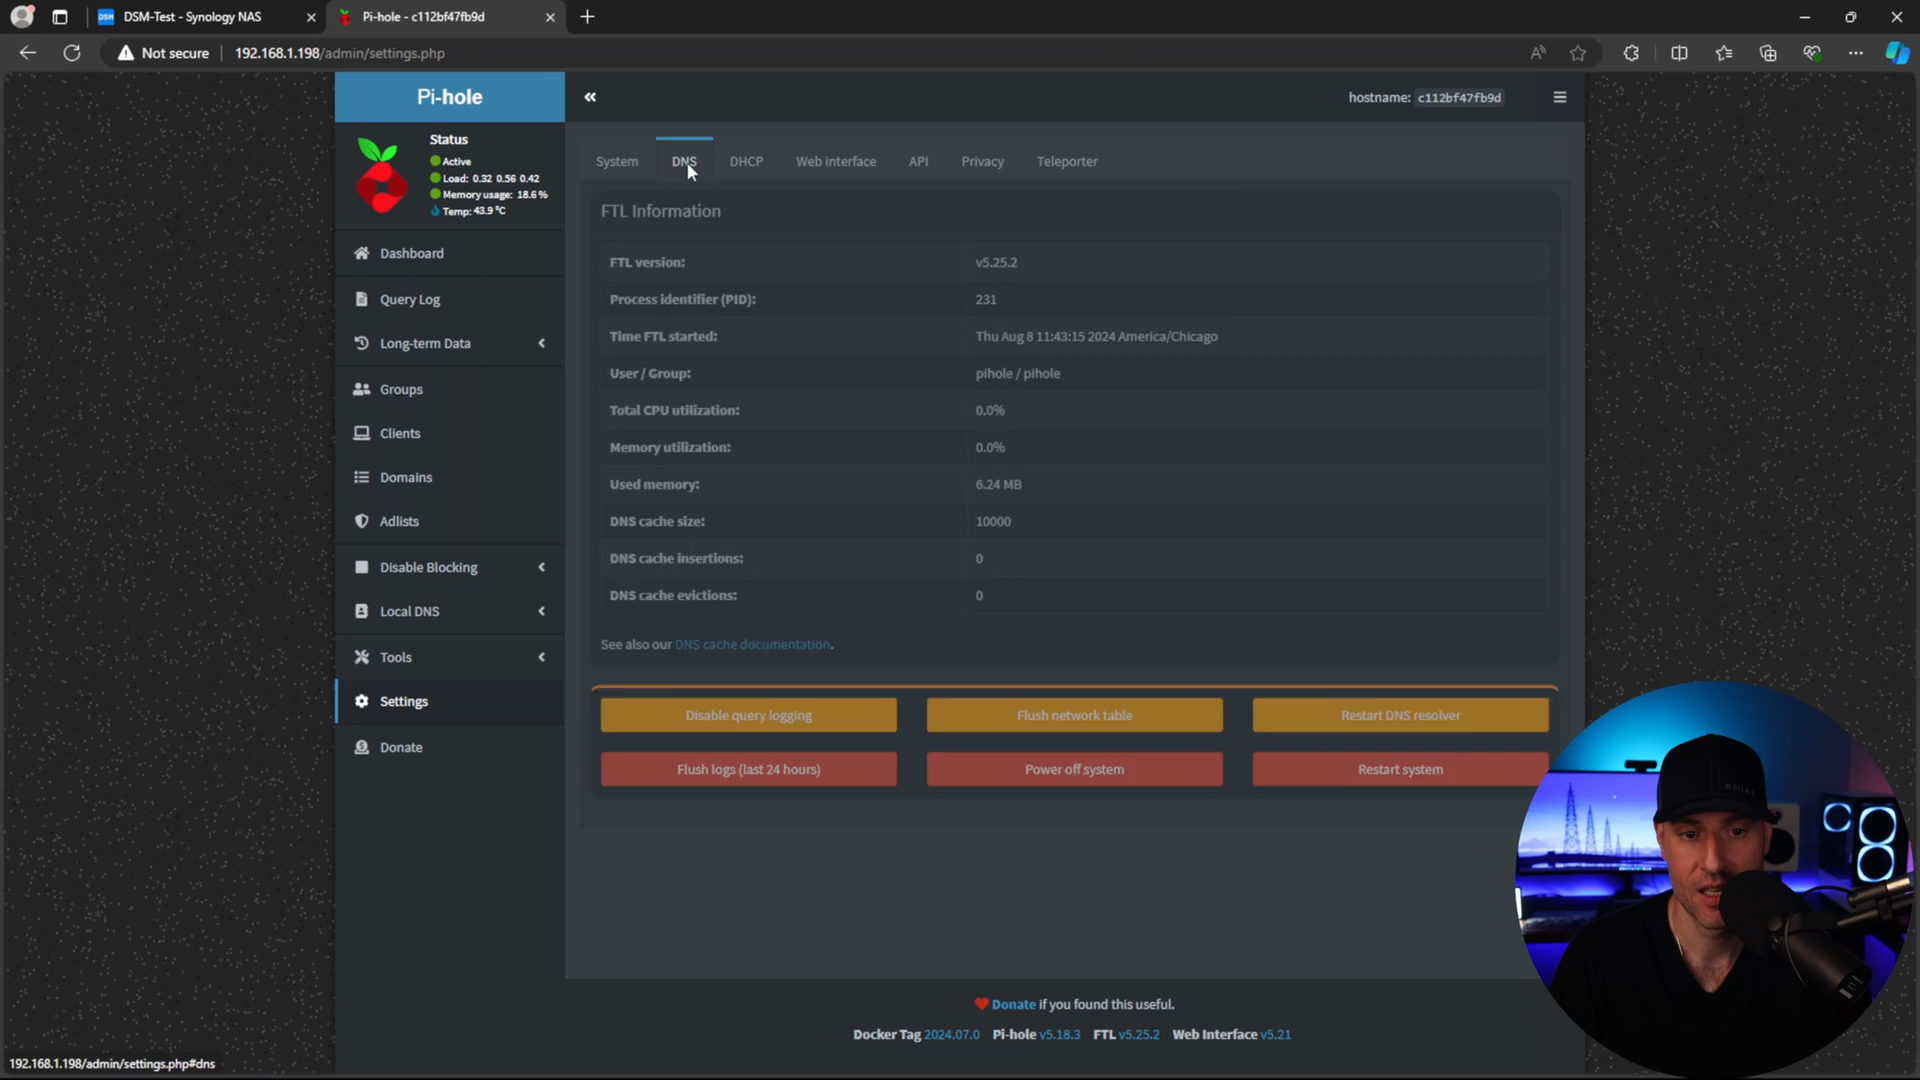 DSM-Test - Synology NAS
Pi-hole - c112bf47fb9d
Not secure
192.168.1.198/admin/settings.php
Pi-hole
hostname: c112bf47fb9d
Status
Active
Load: 0.32 0.56 0.42
Memory usage: 18.6 %
Temp: 43.9 °C
System
DNS
DHCP
Web interface
API
Privacy
Teleporter
Dashboard
Query Log
Long-term Data
Groups
Clients
Domains
Adlists
Disable Blocking
Local DNS
Tools
Settings
Donate
FTL Information
FTL version: v5.25.2
Process identifier (PID): 231
Time FTL started: Thu Aug 8 11:43:15 2024 America/Chicago
User / Group: pihole / pihole
Total CPU utilization: 0.0%
Memory utilization: 0.0%
Used memory: 6.24 MB
DNS cache size: 10000
DNS cache insertions: 0
DNS cache evictions: 0
See also our DNS cache documentation.
Disable query logging
Flush network table
Restart DNS resolver
Flush logs (last 24 hours)
Power off system
Restart system
ARIAT
Donate if you found this useful.
Docker Tag 2024.07.0 Pi-hole v5.18.3 FTL v5.25.2 Web Interface v5.21
192.168.1.198/admin/settings.php#dns